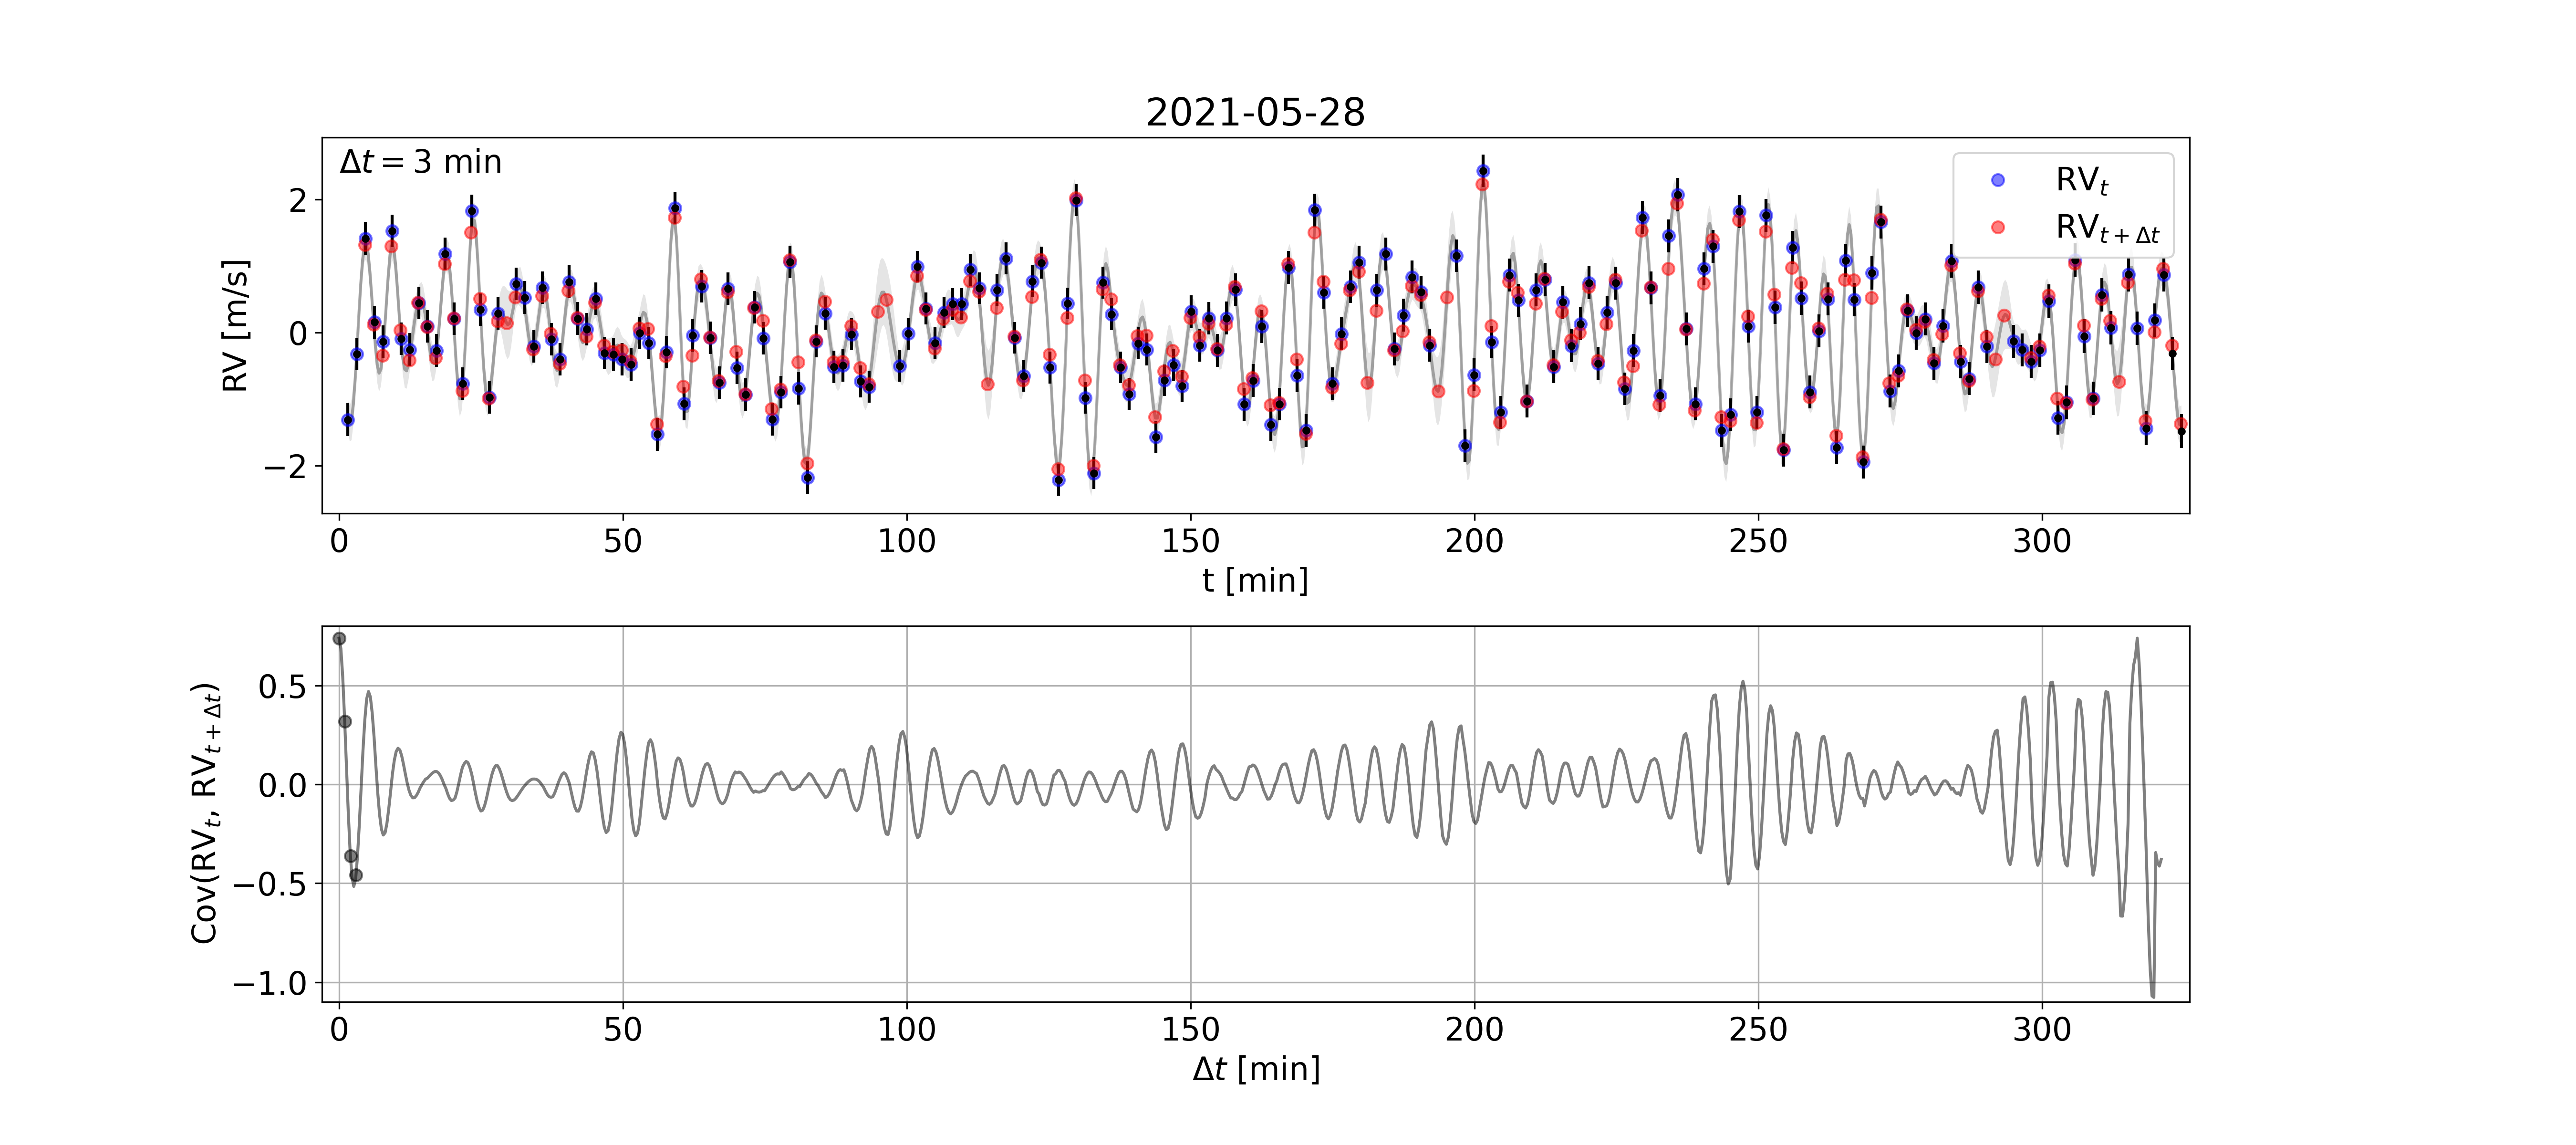 2021-05-28
Δt = 3 min
RV_t
RV_{t+Δt}
RV [m/s]
2
0
−2
0 50 100 150 200 250 300
t [min]
Cov(RV_t, RV_{t+Δt})
0.5
0.0
−0.5
−1.0
0 50 100 150 200 250 300
Δt [min]